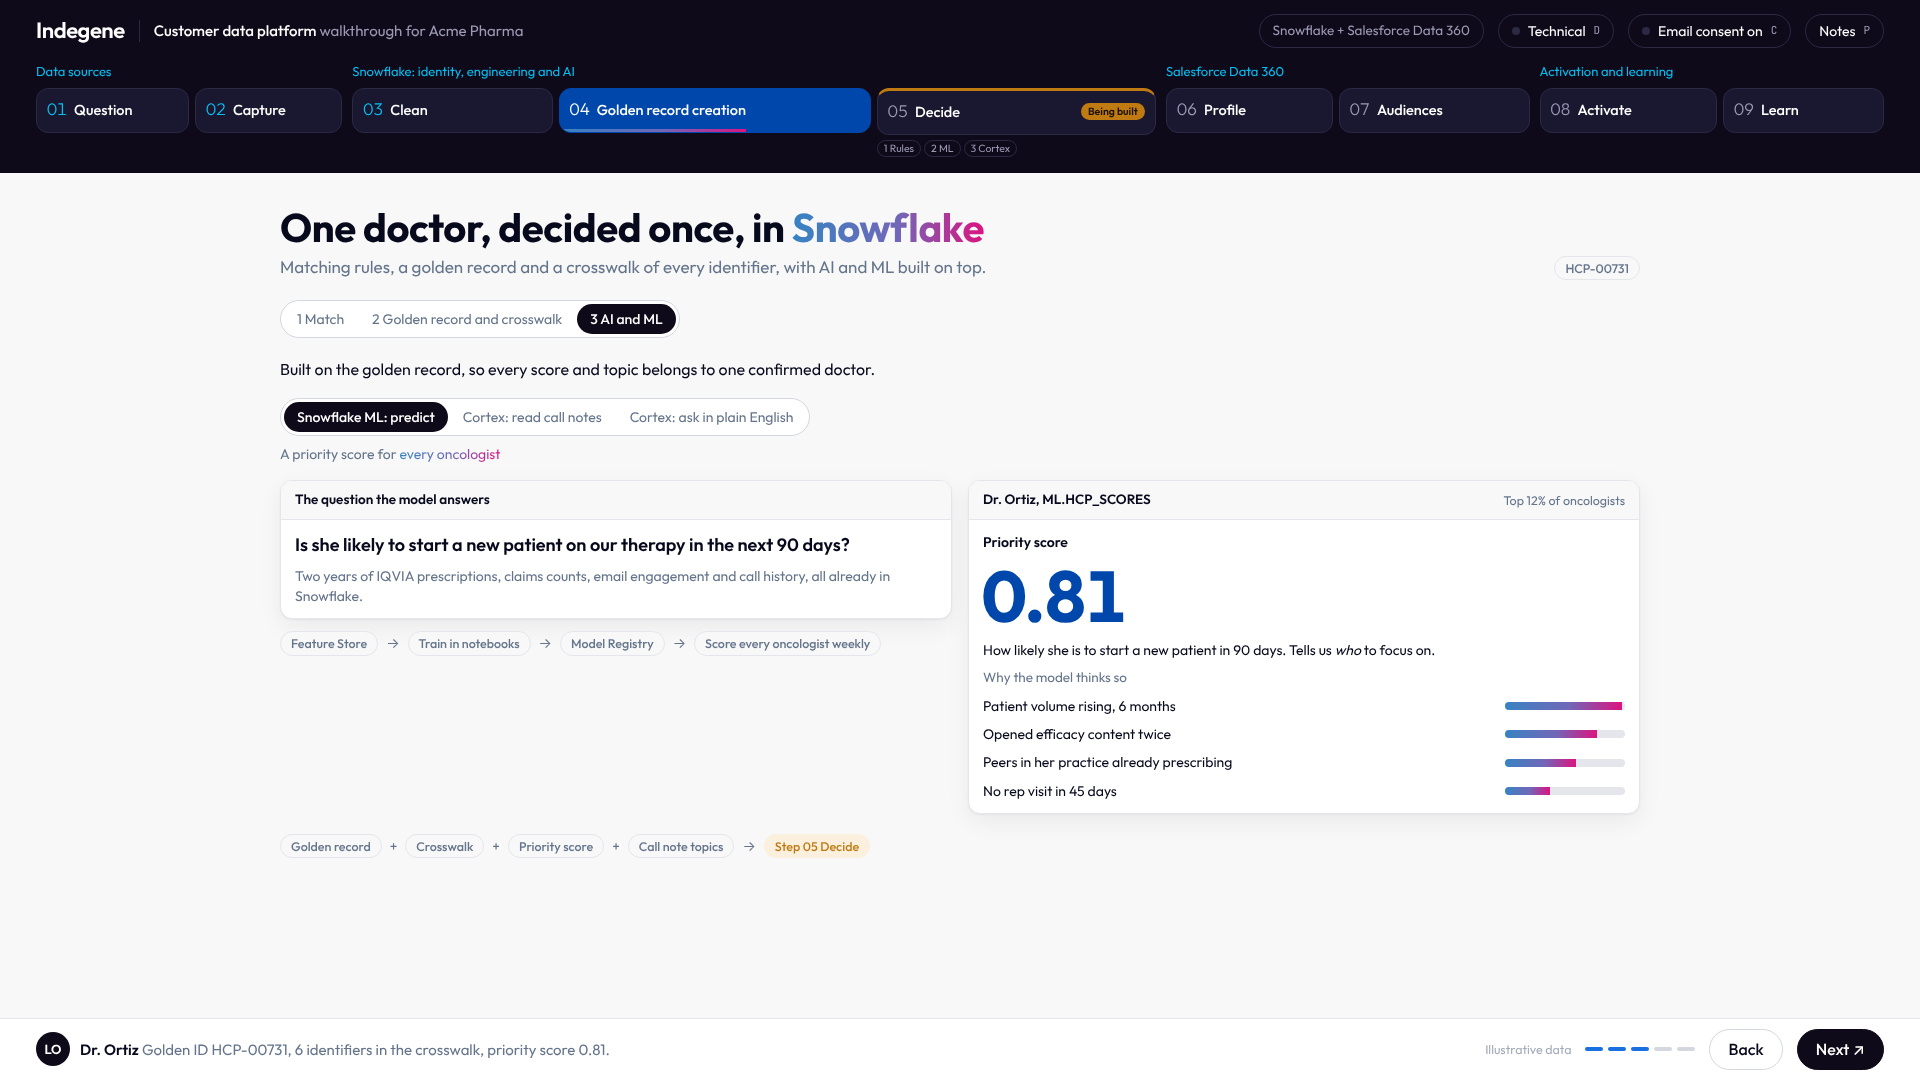 Indegene
Customer data platform walkthrough for Acme Pharma
Snowflake + Salesforce Data 360
Technical D
Email consent on C
Notes P
Data sources
Snowflake: identity, engineering and AI
Salesforce Data 360
Activation and learning
01 Question
02 Capture
03 Clean
04 Golden record creation
05 Decide
Being built
06 Profile
07 Audiences
08 Activate
09 Learn
1 Rules
2 ML
3 Cortex
One doctor, decided once, in Snowflake
Matching rules, a golden record and a crosswalk of every identifier, with AI and ML built on top.
HCP-00731
1 Match
2 Golden record and crosswalk
3 AI and ML
Built on the golden record, so every score and topic belongs to one confirmed doctor.
Snowflake ML: predict
Cortex: read call notes
Cortex: ask in plain English
A priority score for every oncologist
The question the model answers
Is she likely to start a new patient on our therapy in the next 90 days?
Two years of IQVIA prescriptions, claims counts, email engagement and call history, all already in
Snowflake.
Feature Store → Train in notebooks → Model Registry → Score every oncologist weekly
Dr. Ortiz, ML.HCP_SCORES
Top 12% of oncologists
Priority score
0.81
How likely she is to start a new patient in 90 days. Tells us who to focus on.
Why the model thinks so
Patient volume rising, 6 months
Opened efficacy content twice
Peers in her practice already prescribing
No rep visit in 45 days
Golden record + Crosswalk + Priority score + Call note topics → Step 05 Decide
LO
Dr. Ortiz Golden ID HCP-00731, 6 identifiers in the crosswalk, priority score 0.81.
Illustrative data
Back
Next ↗